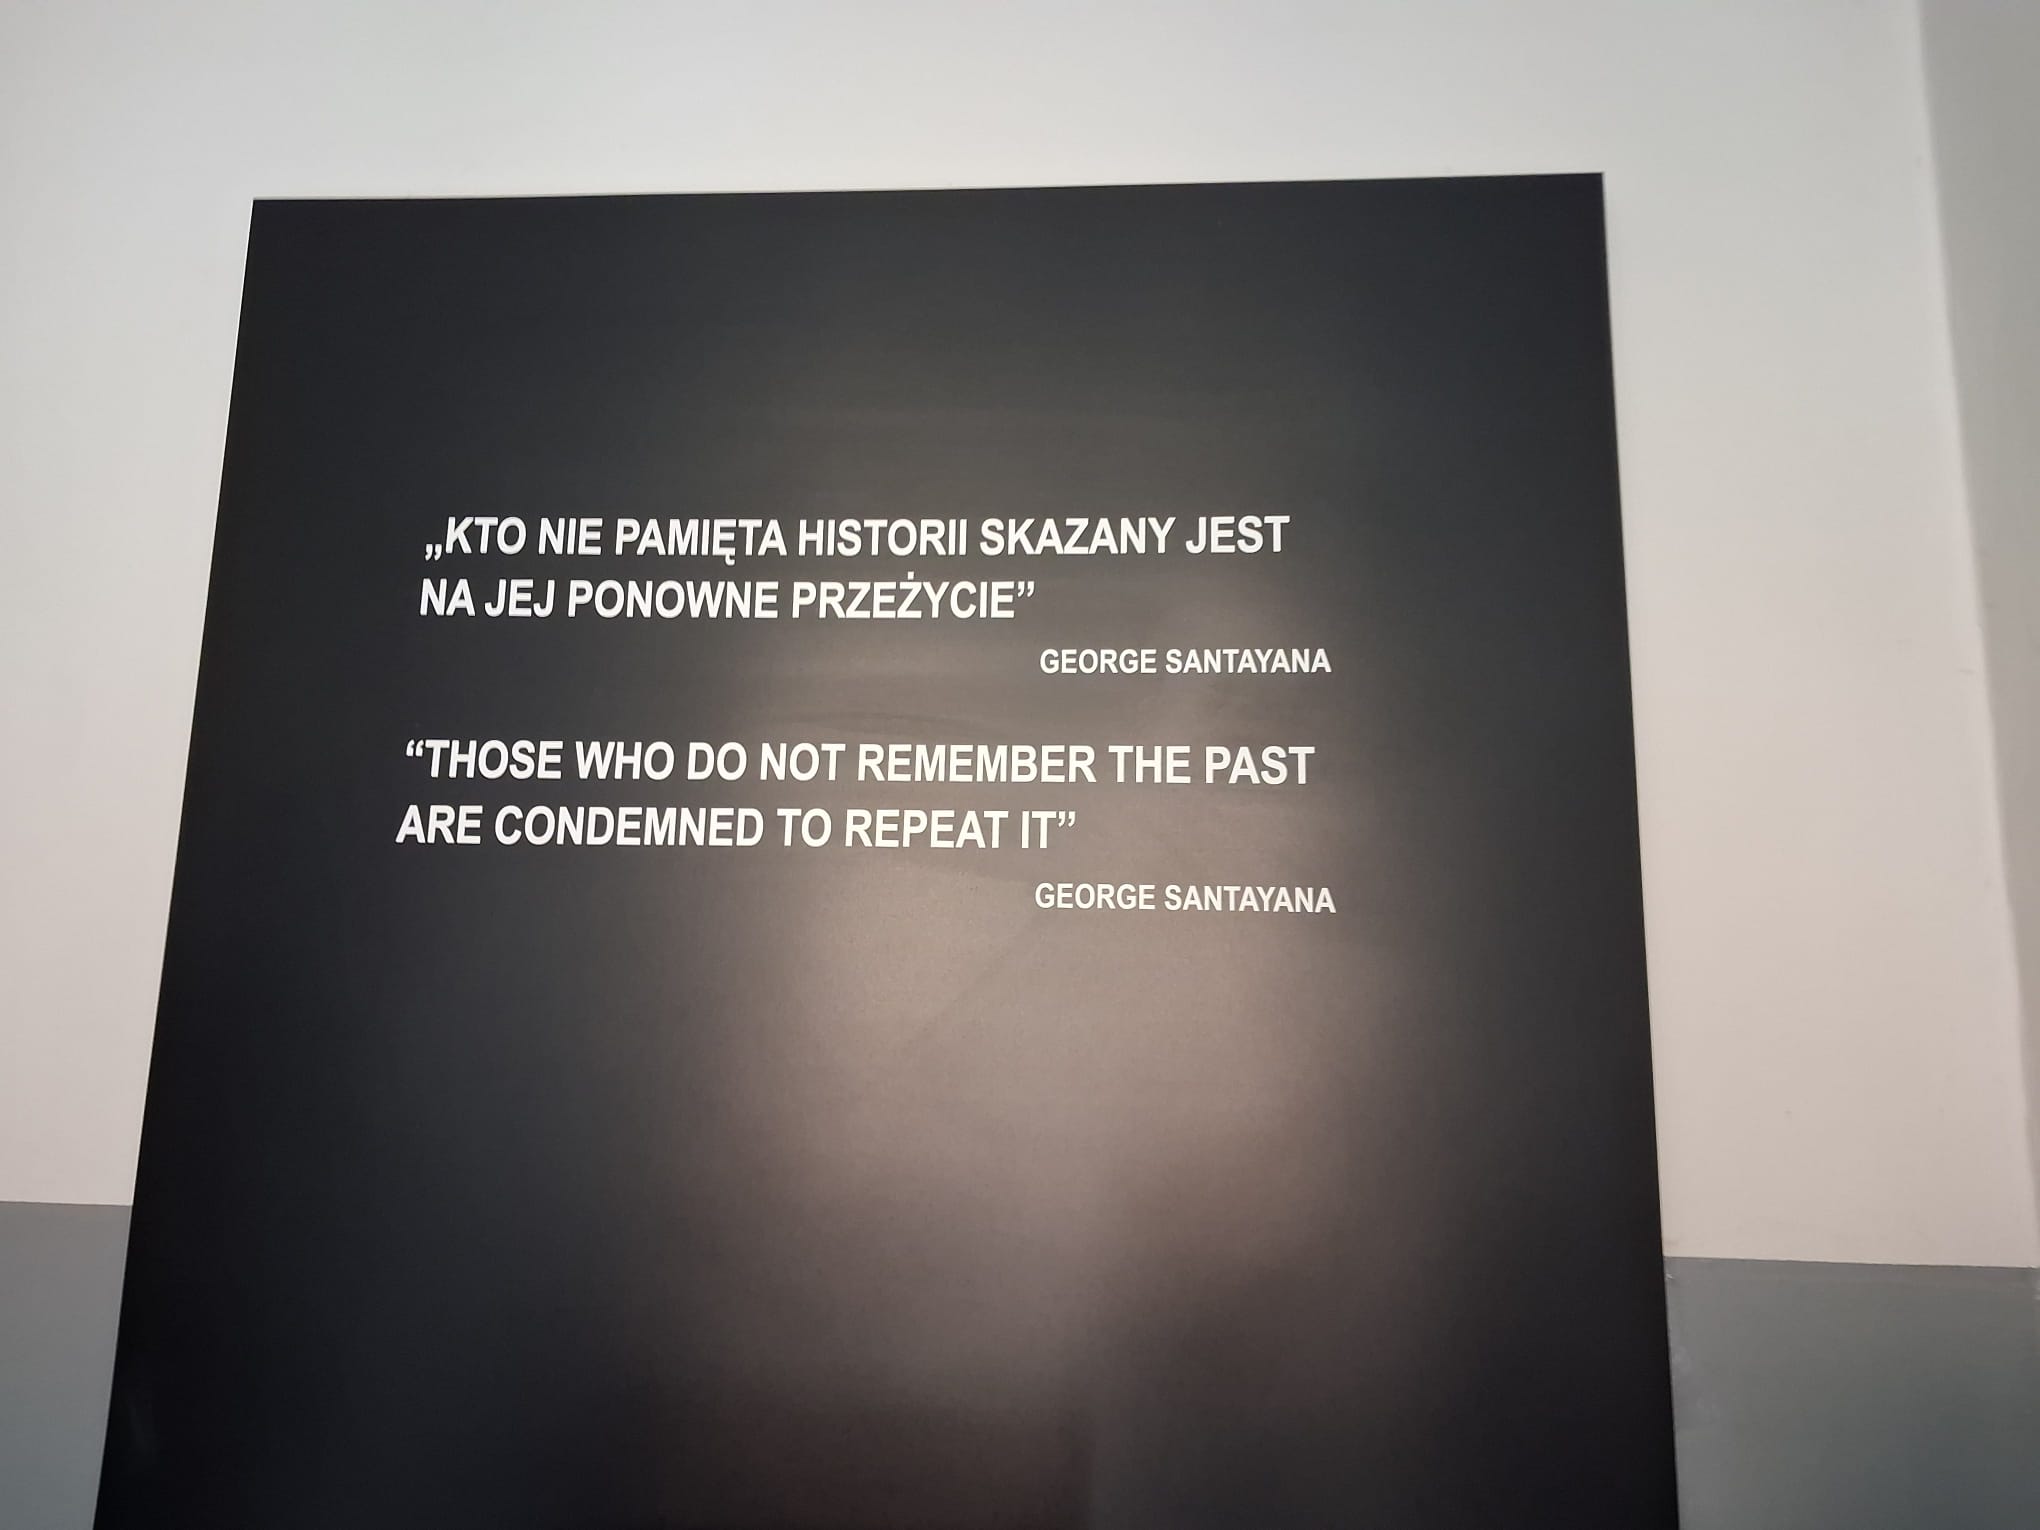 „KTO NIE PAMIĘTA HISTORII SKAZANY JEST
NA JEJ PONOWNE PRZEŻYCIE”
GEORGE SANTAYANA
“THOSE WHO DO NOT REMEMBER THE PAST
ARE CONDEMNED TO REPEAT IT”
GEORGE SANTAYANA